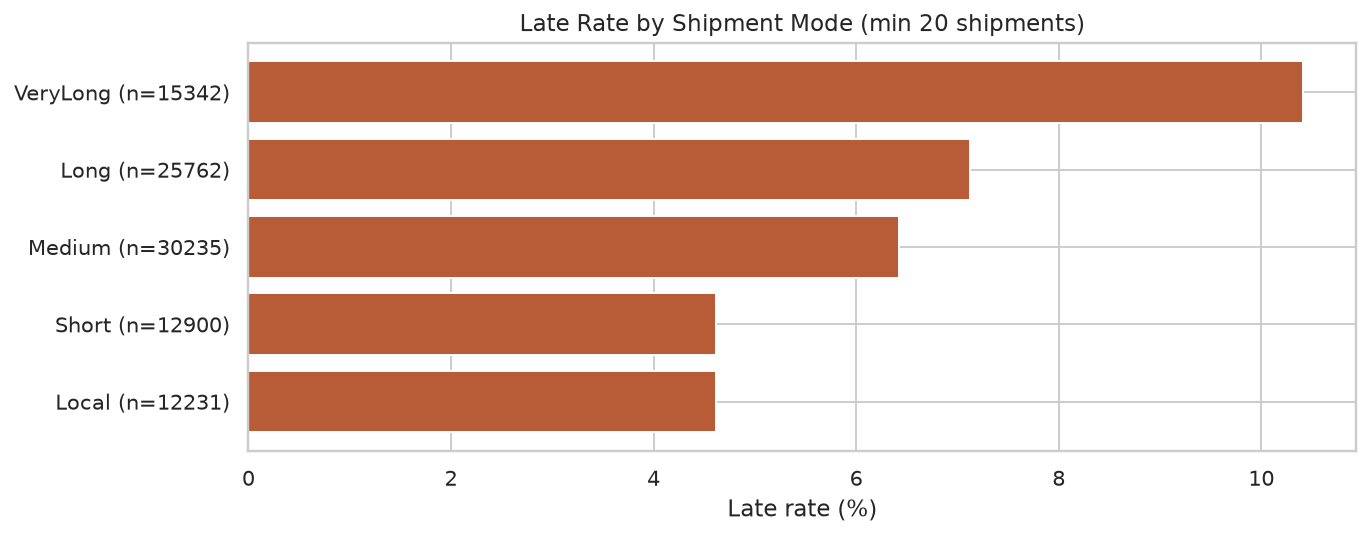 Late Rate by Shipment Mode (min 20 shipments)
VeryLong (n=15342)
Long (n=25762)
Medium (n=30235)
Short (n=12900)
Local (n=12231)
0 2 4 6 8 10
Late rate (%)